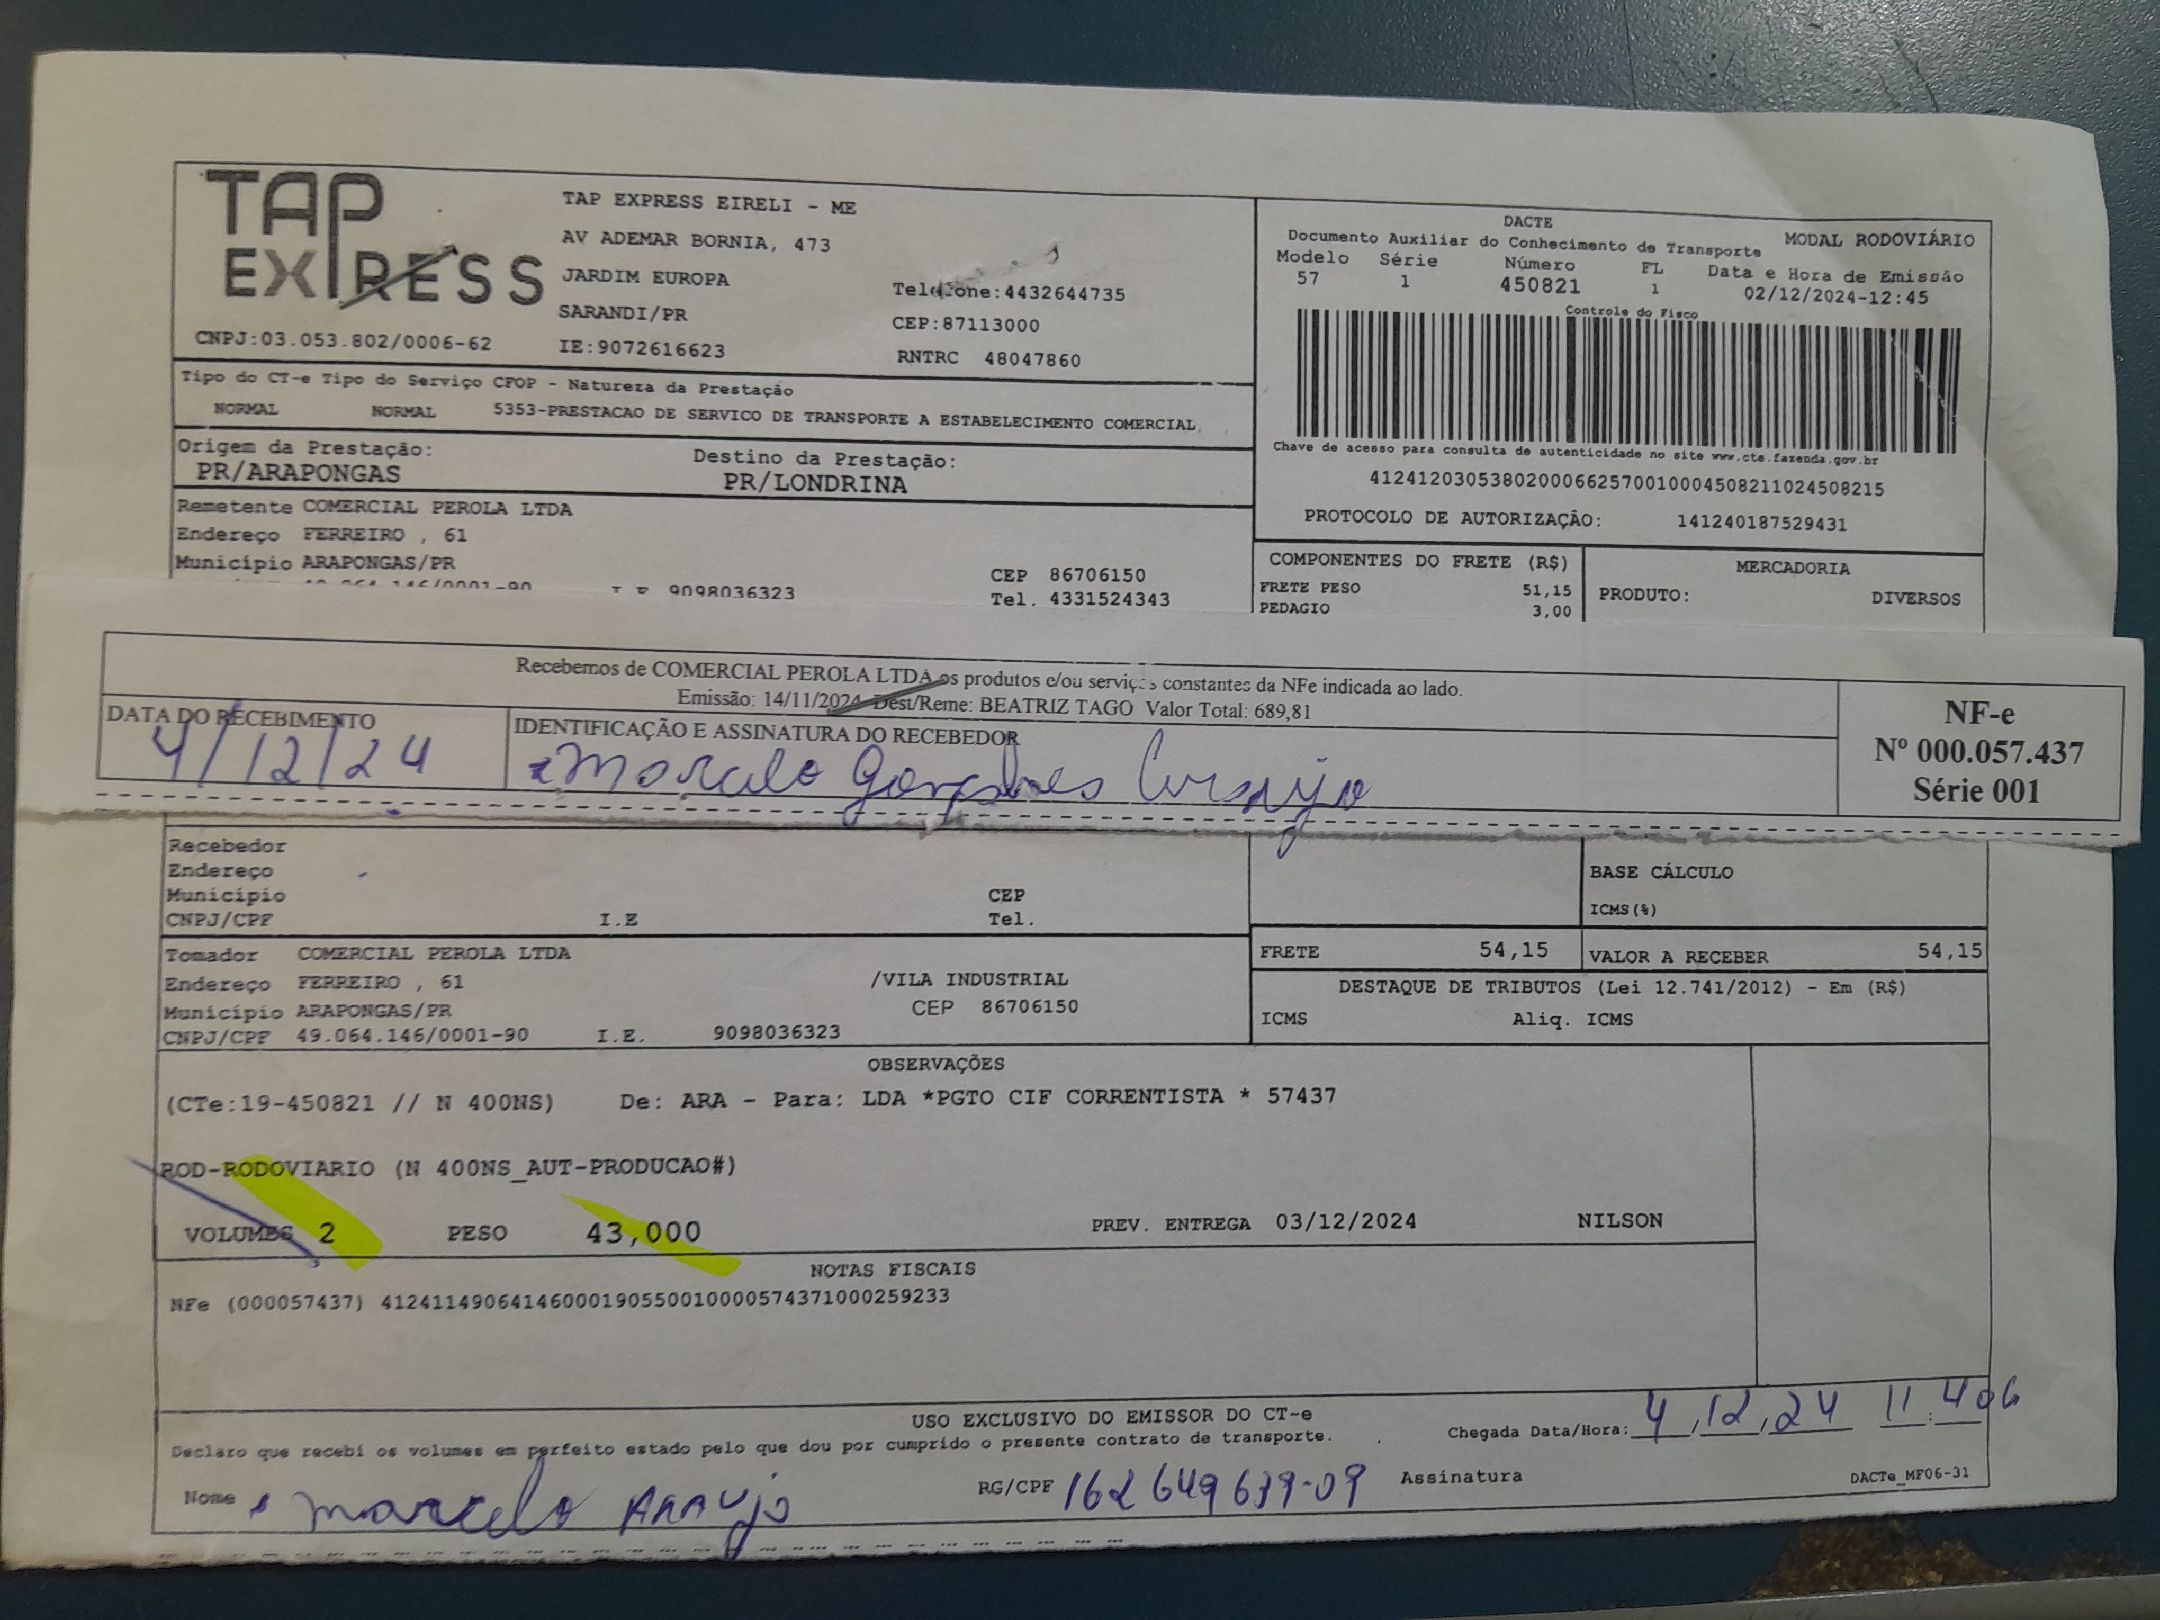 TAP EXPRESS
TAP EXPRESS EIRELI - ME
AV ADEMAR BORNIA, 473
JARDIM EUROPA
SARANDI/PR
IE:9072616623
Telefone:4432644735
CEP:87113000
RNTRC 48047860
CNPJ:03.053.802/0006-62
DACTE
Documento Auxiliar do Conhecimento de Transporte
MODAL RODOVIÁRIO
Modelo Série Número FL Data e Hora de Emissão
57 1 450821 1 02/12/2024-12:45
Controle do Fisco
Chave de acesso para consulta de autenticidade no site www.cte.fazenda.gov.br
41241203053802000662570010004508211024508215
PROTOCOLO DE AUTORIZAÇÃO: 141240187529431
Tipo do CT-e Tipo do Serviço CFOP - Natureza da Prestação
NORMAL NORMAL 5353-PRESTACAO DE SERVICO DE TRANSPORTE A ESTABELECIMENTO COMERCIAL
Origem da Prestação: Destino da Prestação:
PR/ARAPONGAS PR/LONDRINA
Remetente COMERCIAL PEROLA LTDA
Endereço FERREIRO , 61
Município ARAPONGAS/PR CEP 86706150
49.064.146/0001-90 I E 9098036323 Tel. 4331524343
COMPONENTES DO FRETE (R$)
FRETE PESO 51,15
PEDAGIO 3,00
MERCADORIA
PRODUTO: DIVERSOS
Recebemos de COMERCIAL PEROLA LTDA os produtos e/ou serviços constantes da NFe indicada ao lado.
Emissão: 14/11/2024 Dest/Reme: BEATRIZ TAGO Valor Total: 689,81
DATA DO RECEBIMENTO
4/12/24
IDENTIFICAÇÃO E ASSINATURA DO RECEBEDOR
Marcelo Gonçalves Araujo
NF-e
Nº 000.057.437
Série 001
Recebedor
Endereço
Município CEP
CNPJ/CPF I.E Tel.
BASE CÁLCULO
ICMS(%)
Tomador COMERCIAL PEROLA LTDA
Endereço FERREIRO , 61 /VILA INDUSTRIAL
Município ARAPONGAS/PR CEP 86706150
CNPJ/CPF 49.064.146/0001-90 I.E. 9098036323
FRETE 54,15 VALOR A RECEBER 54,15
DESTAQUE DE TRIBUTOS (Lei 12.741/2012) - Em (R$)
ICMS Aliq. ICMS
OBSERVAÇÕES
(CTe:19-450821 // N 400NS) De: ARA - Para: LDA *PGTO CIF CORRENTISTA * 57437
ROD-RODOVIARIO (N 400NS_AUT-PRODUCAO#)
VOLUMES 2 PESO 43,000 PREV. ENTREGA 03/12/2024 NILSON
NOTAS FISCAIS
NFe (000057437) 41241149064146000190550010000574371000259233
USO EXCLUSIVO DO EMISSOR DO CT-e
Declaro que recebi os volumes em perfeito estado pelo que dou por cumprido o presente contrato de transporte.
Chegada Data/Hora: 4,12,24 11:40
Nome Marcelo Araujo RG/CPF 162 649 639-09 Assinatura
DACTe_MF06-31